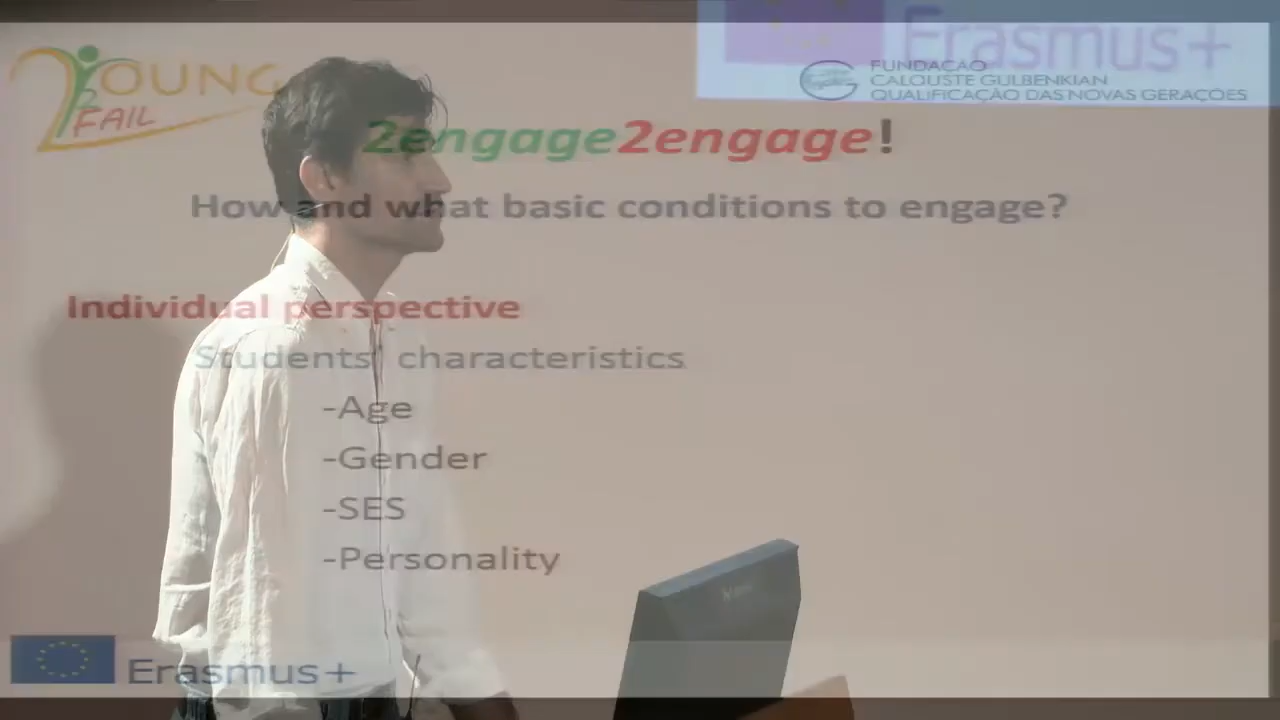 YOUNG
2
FAIL
Erasmus+
FUNDAÇÃO
CALOUSTE GULBENKIAN
QUALIFICAÇÃO DAS NOVAS GERAÇÕES
2engage2engage!
How and what basic conditions to engage?
Individual perspective
Students' characteristics
-Age
-Gender
-SES
-Personality
Erasmus+